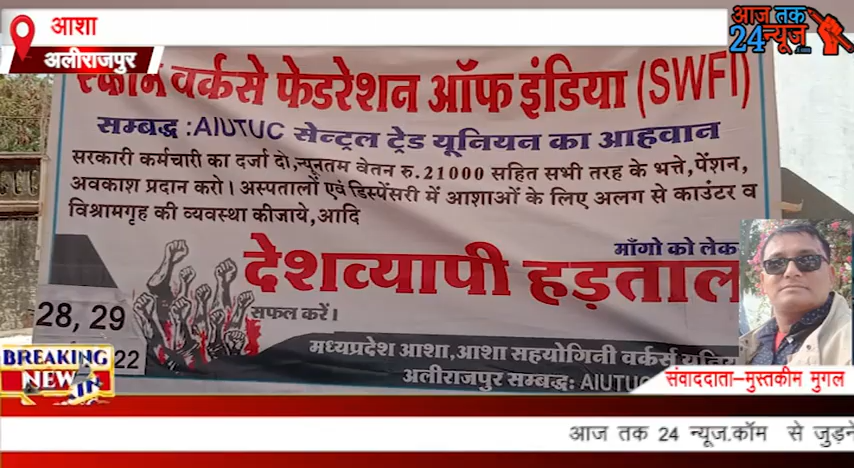 आशा
अलीराजपुर
आज तक
24 न्यूज़
स्कीम वर्कर्स फेडरेशन ऑफ इंडिया (SWFI)
सम्बद्ध :AIUTUC सेन्ट्रल ट्रेड यूनियन का आहवान
सरकारी कर्मचारी का दर्जा दो,न्यूनतम वेतन रु.21000 सहित सभी तरह के भत्ते,पेंशन,
अवकाश प्रदान करो। अस्पतालों एवं डिस्पेंसरी में आशाओं के लिए अलग से काउंटर व
विश्रामगृह की व्यवस्था कीजाये,आदि
माँगो को लेक
देशव्यापी हड़ताल
सफल करें।
28, 29
22
मध्यप्रदेश आशा,आशा सहयोगिनी वर्कर्स यूनि
अलीराजपुर सम्बद्ध: AIUTUC
BREAKING
NEWS
संवाददाता–मुस्तकीम मुगल
आज तक 24 न्यूज.कॉम से जुड़ने